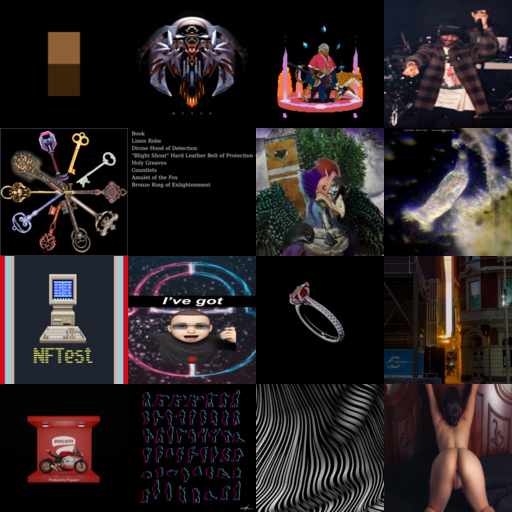 Book
Linen Robe
Divine Hood of Detection
"Blight Shout" Hard Leather Belt of Protection
Holy Greaves
Gauntlets
Amulet of the Fox
Bronze Ring of Enlightenment
NFTest
I've got
DUCATI